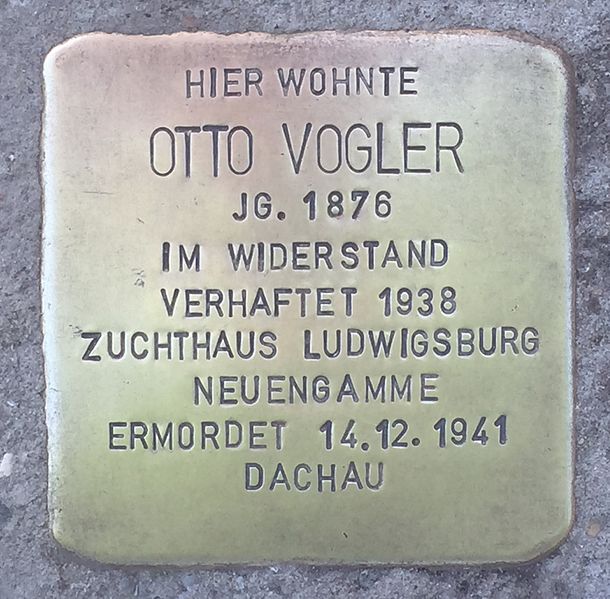 HIER WOHNTE
OTTO VOGLER
JG. 1876
IM WIDERSTAND
VERHAFTET 1938
ZUCHTHAUS LUDWIGSBURG
NEUENGAMME
ERMORDET 14.12.1941
DACHAU